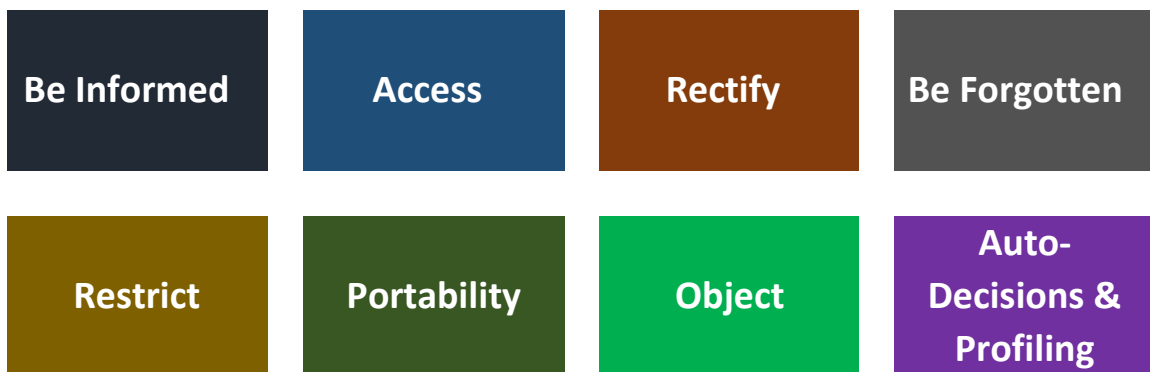 Be Informed
Access
Rectify
Be Forgotten
Restrict
Portability
Object
Auto-
Decisions &
Profiling